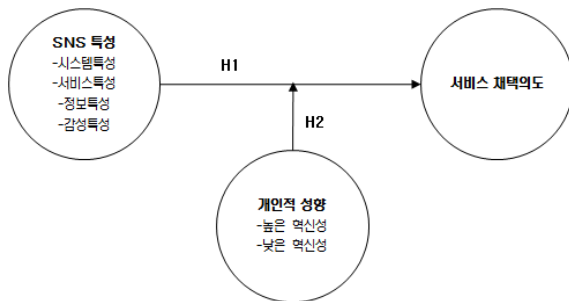 SNS 특성
-시스템특성
-서비스특성
-정보특성
-감성특성
H1
서비스 채택의도
H2
개인적 성향
-높은 혁신성
-낮은 혁신성